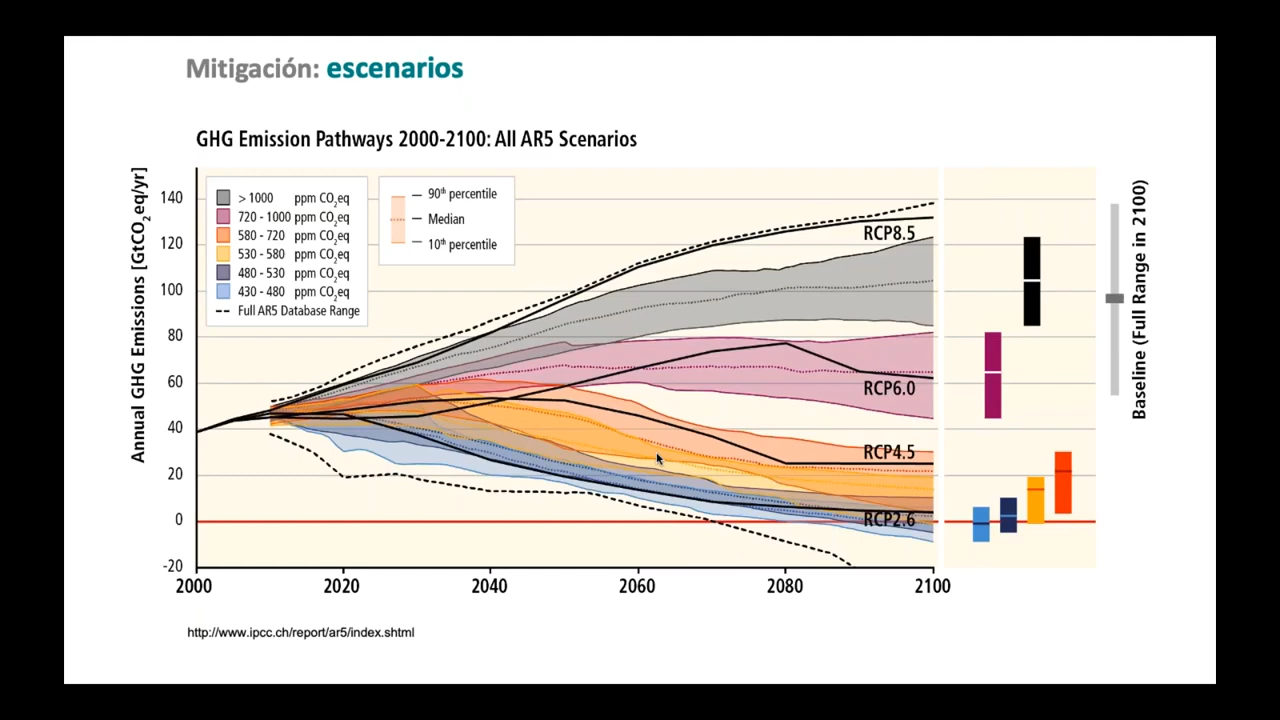 Mitigación: escenarios
GHG Emission Pathways 2000-2100: All AR5 Scenarios
Annual GHG Emissions [GtCO2eq/yr]
140
120
100
80
60
40
20
0
-20
> 1000 ppm CO2eq
720 - 1000 ppm CO2eq
580 - 720 ppm CO2eq
530 - 580 ppm CO2eq
480 - 530 ppm CO2eq
430 - 480 ppm CO2eq
Full AR5 Database Range
90th percentile
Median
10th percentile
RCP8.5
RCP6.0
RCP4.5
RCP2.6
Baseline (Full Range in 2100)
2000 2020 2040 2060 2080 2100
http://www.ipcc.ch/report/ar5/index.shtml